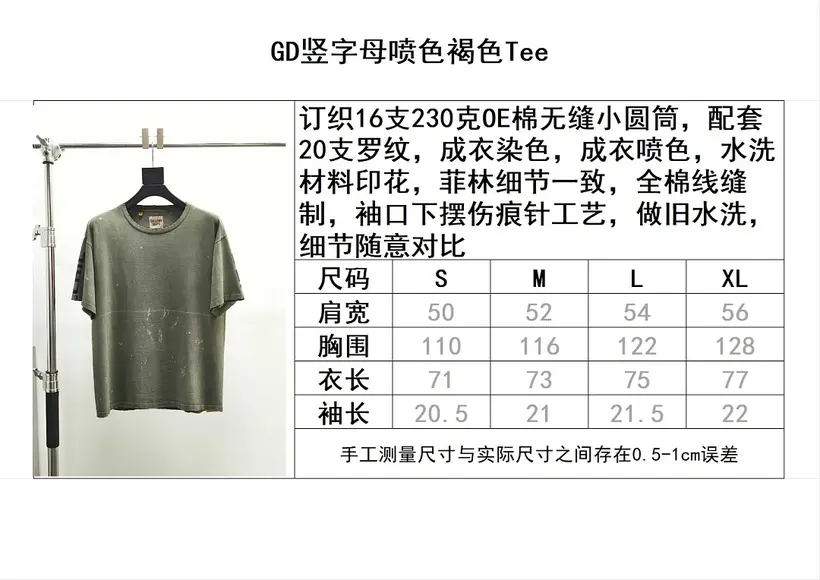 GD竖字母喷色褐色Tee
订织16支230克OE棉无缝小圆筒，配套
20支罗纹，成衣染色，成衣喷色，水洗
材料印花，菲林细节一致，全棉线缝
制，袖口下摆伤痕针工艺，做旧水洗，
细节随意对比
尺码 S M L XL
肩宽 50 52 54 56
胸围 110 116 122 128
衣长 71 73 75 77
袖长 20.5 21 21.5 22
手工测量尺寸与实际尺寸之间存在0.5-1cm误差